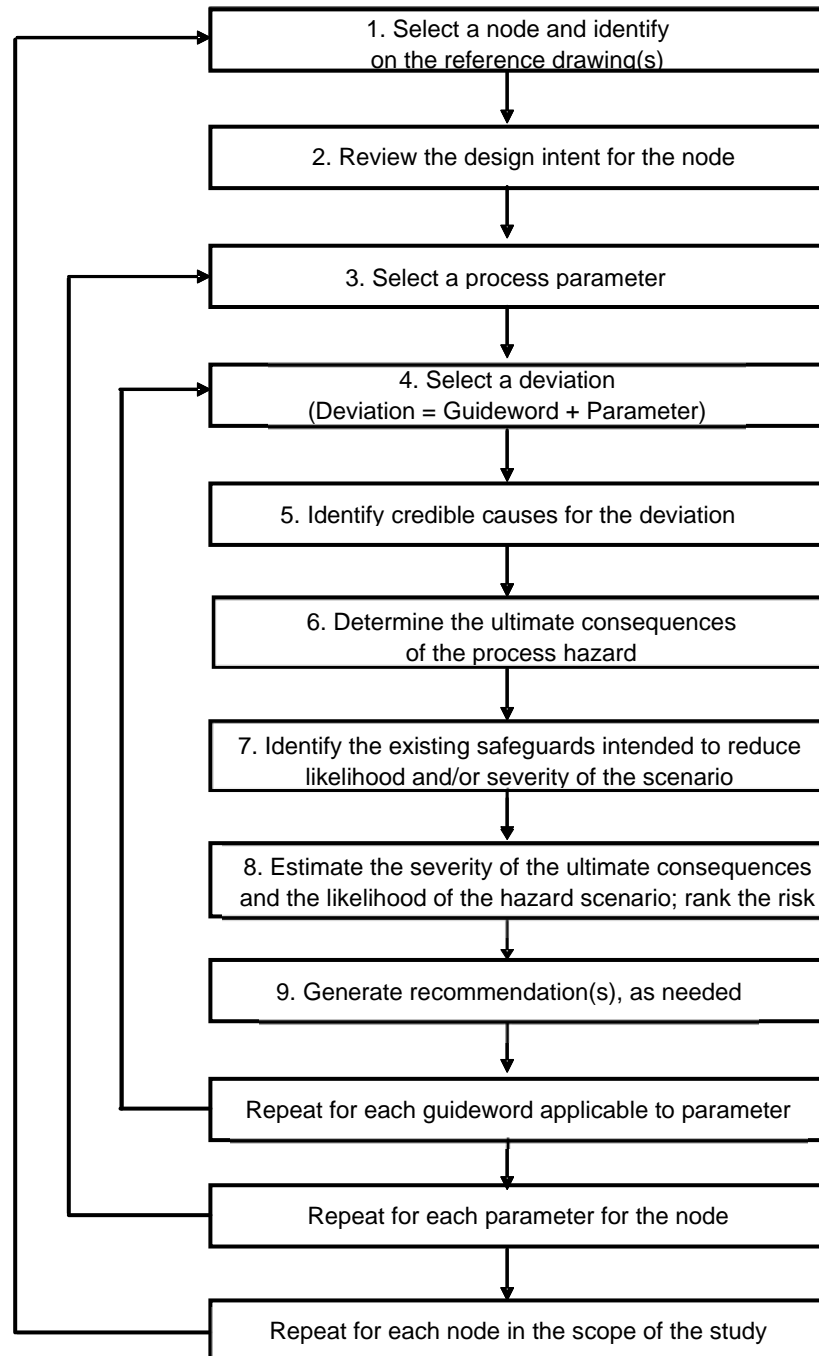 1. Select a node and identify
on the reference drawing(s)
2. Review the design intent for the node
3. Select a process parameter
4. Select a deviation
(Deviation = Guideword + Parameter)
5. Identify credible causes for the deviation
6. Determine the ultimate consequences
of the process hazard
7. Identify the existing safeguards intended to reduce
likelihood and/or severity of the scenario
8. Estimate the severity of the ultimate consequences
and the likelihood of the hazard scenario; rank the risk
9. Generate recommendation(s), as needed
Repeat for each guideword applicable to parameter
Repeat for each parameter for the node
Repeat for each node in the scope of the study